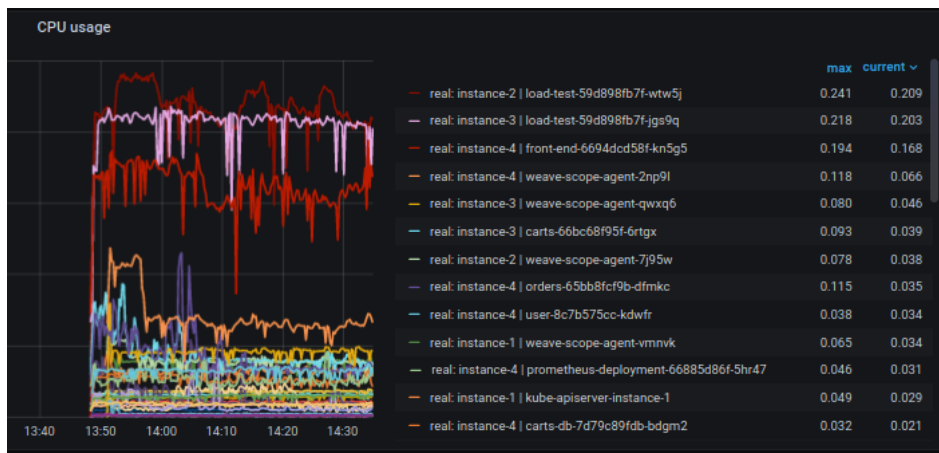 CPU usage
max current
real: instance-2 | load-test-59d898fb7f-wtw5j 0.241 0.209
real: instance-3 | load-test-59d898fb7f-jgs9q 0.218 0.203
real: instance-4 | front-end-6694dcd58f-kn5g5 0.194 0.168
real: instance-4 | weave-scope-agent-2np9l 0.118 0.066
real: instance-3 | weave-scope-agent-qwxq6 0.080 0.046
real: instance-3 | carts-66bc68f95f-6rtgx 0.093 0.039
real: instance-2 | weave-scope-agent-7j95w 0.078 0.038
real: instance-4 | orders-65bb8fcf9b-dfmkc 0.115 0.035
real: instance-4 | user-8c7b575cc-kdwfr 0.038 0.034
real: instance-1 | weave-scope-agent-vmnvk 0.065 0.034
real: instance-4 | prometheus-deployment-66885d86f-5hr47 0.046 0.031
real: instance-1 | kube-apiserver-instance-1 0.049 0.029
real: instance-4 | carts-db-7d79c89fdb-bdgm2 0.032 0.021
13:40 13:50 14:00 14:10 14:20 14:30